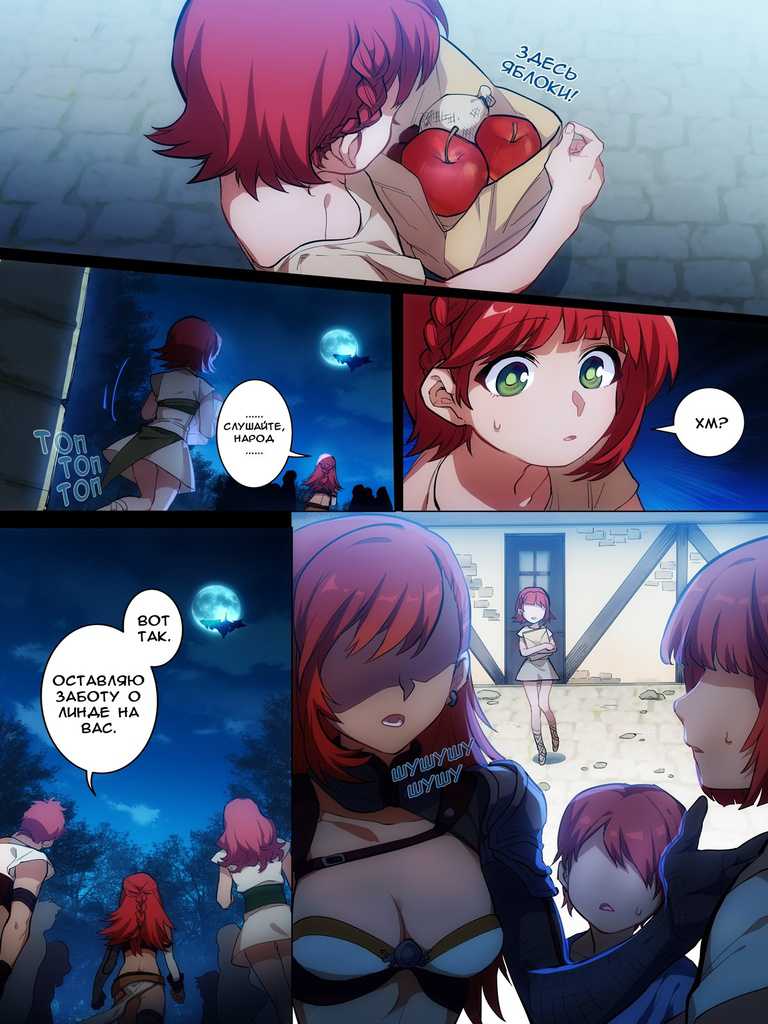 ЗДЕСЬ
ЯБЛОКИ!
ТОП
ТОП
ТОП
......
СЛУШАЙТЕ,
НАРОД
......
ХМ?
ВОТ
ТАК.
ОСТАВЛЯЮ
ЗАБОТУ О
ЛИНДЕ НА
ВАС.
ШУШУШУ
ШУШУ